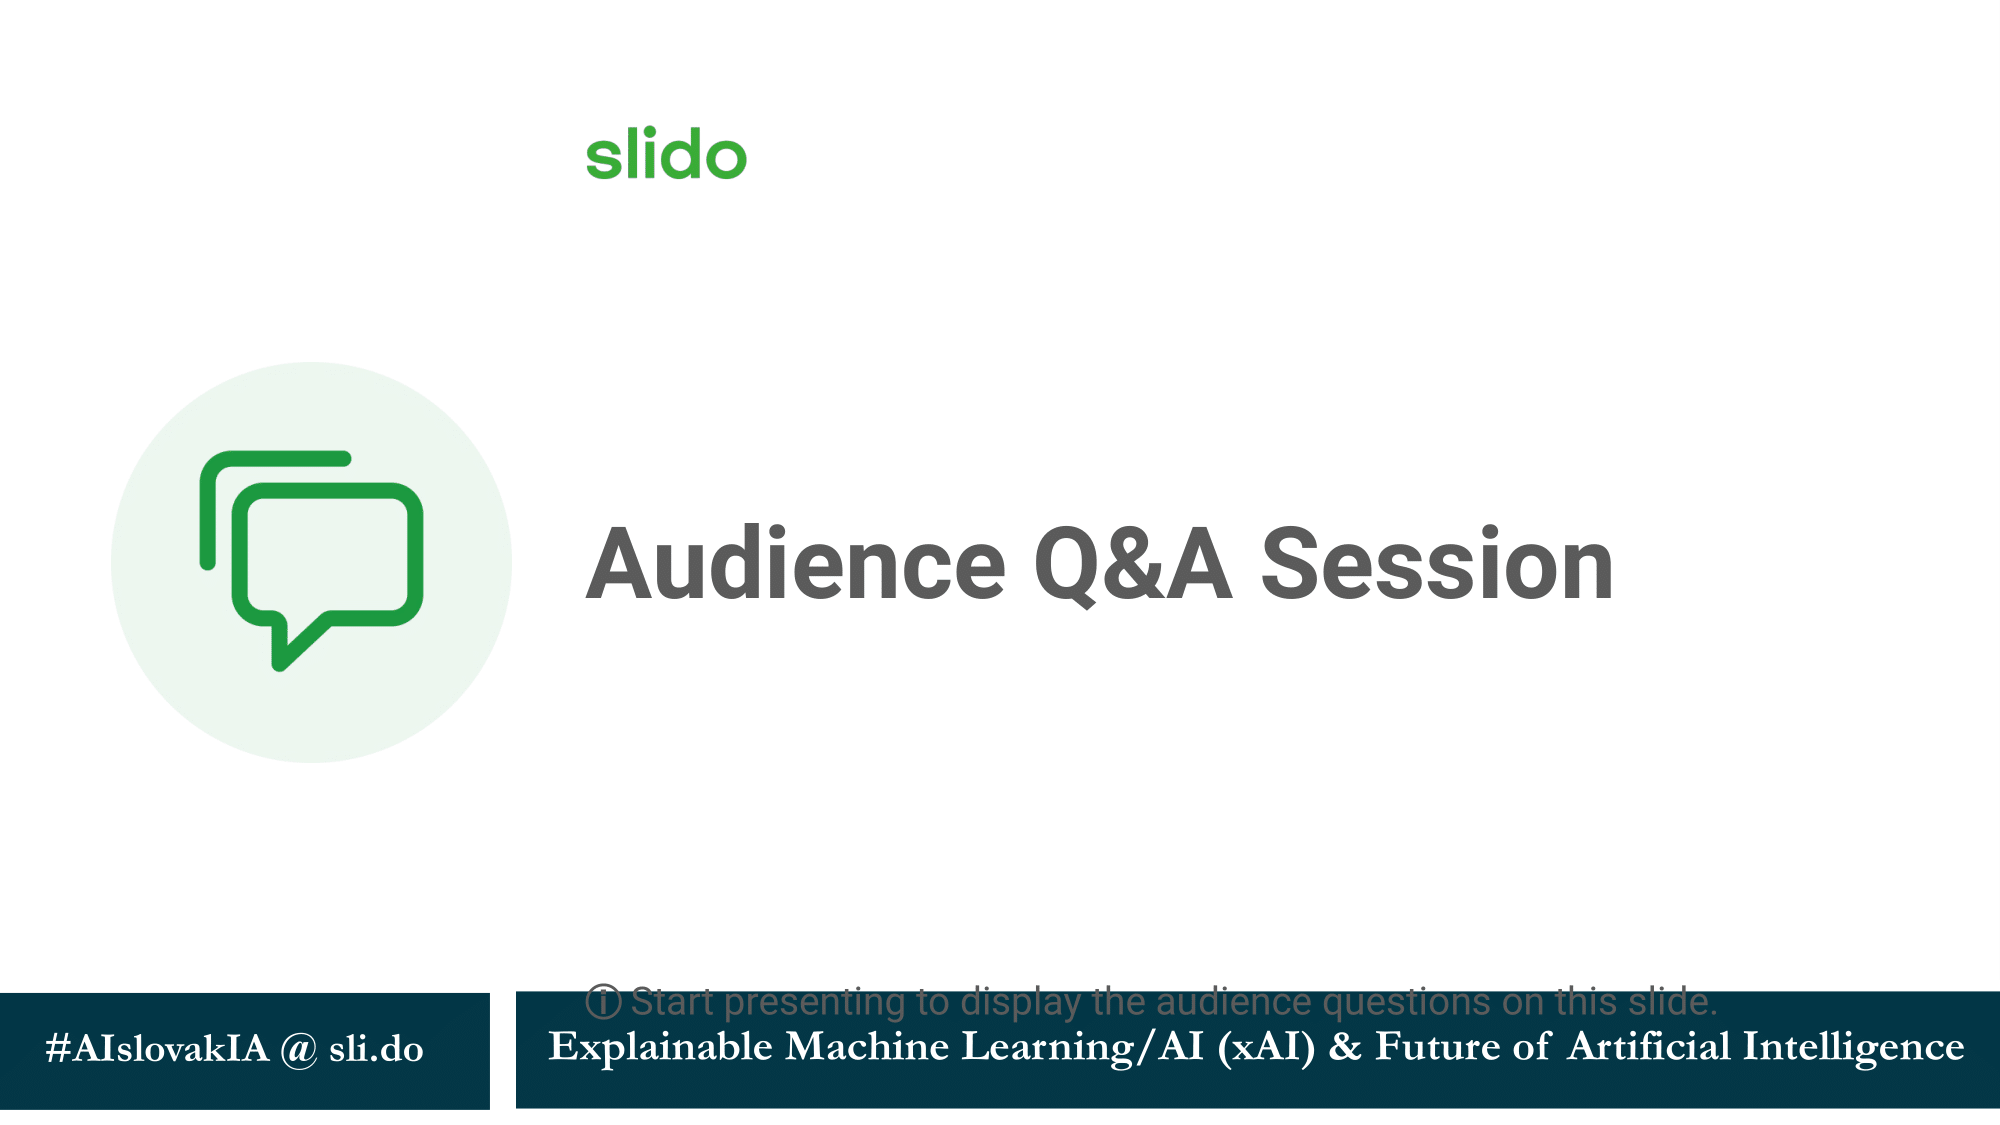 slido
Audience Q&A Session
ⓘ Start presenting to display the audience questions on this slide.
#AIslovakIA @ sli.do
Explainable Machine Learning/AI (xAI) & Future of Artificial Intelligence